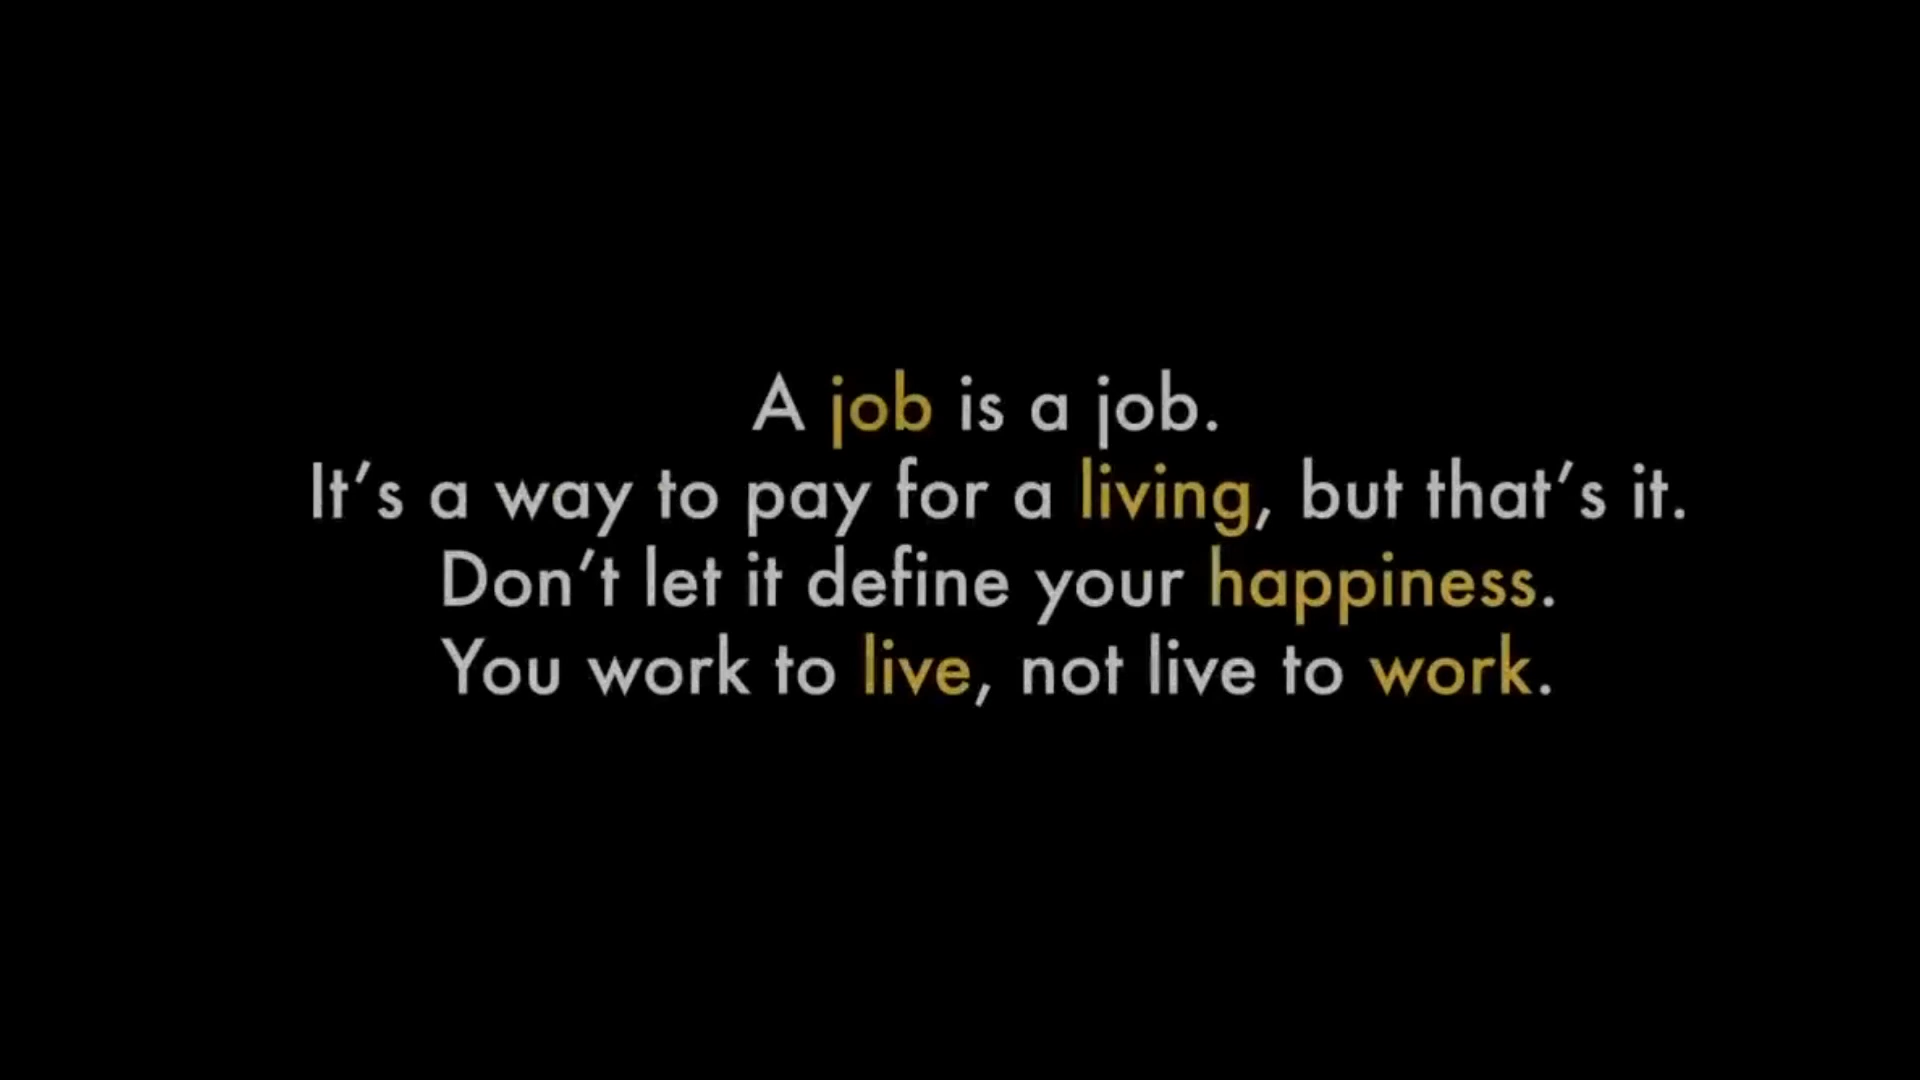 A job is a job.
It’s a way to pay for a living, but that’s it.
Don’t let it define your happiness.
You work to live, not live to work.